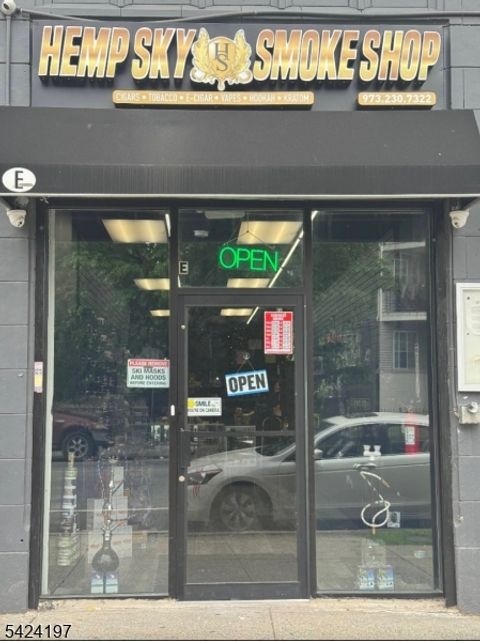 HEMP SKY HS SMOKE SHOP
CIGARS • TOBACCO • E-CIGAR • VAPES • HOOKAH • KRATOM
973.230.7322
E
OPEN
E
PLEASE REMOVE
SKI MASKS
AND HOODS
BEFORE ENTERING
OPEN
SMILE
YOU'RE ON CAMERA
5424197